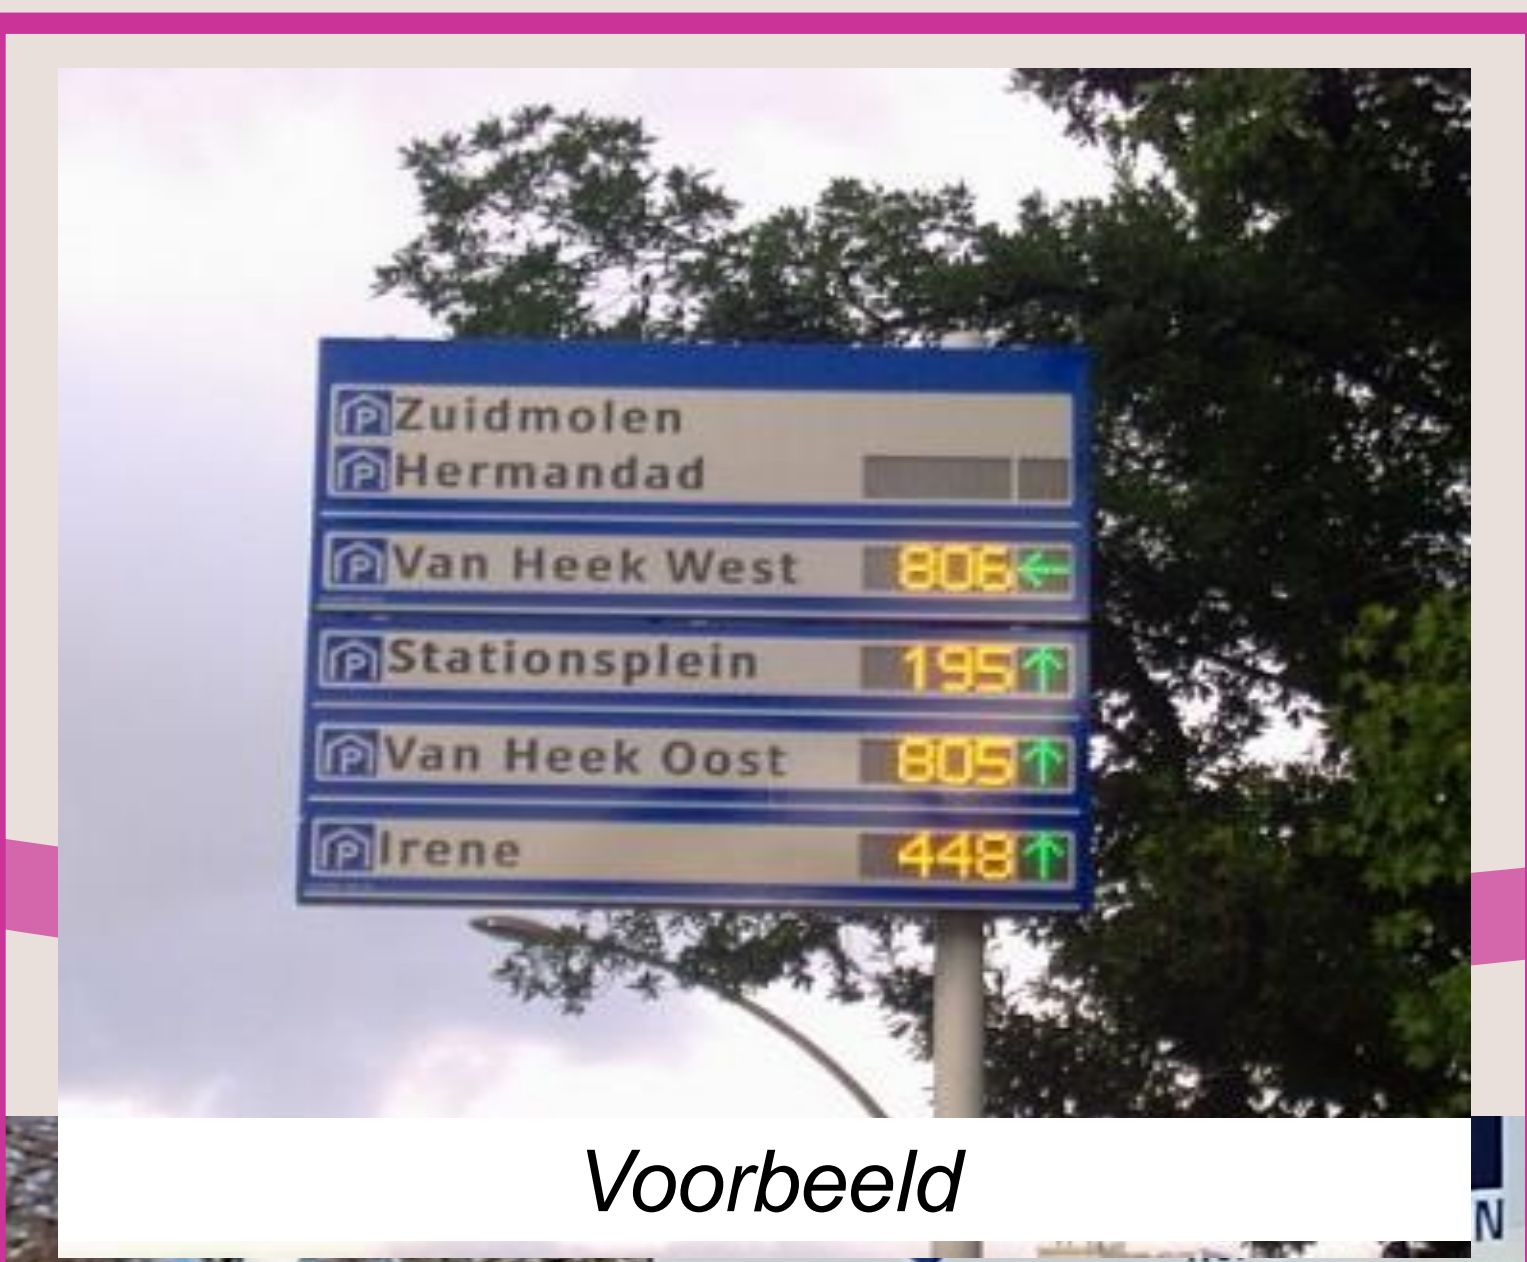 P Zuidmolen
P Hermandad
P Van Heek West 806 ←
P Stationsplein 195 ↑
P Van Heek Oost 805 ↑
P Irene 448 ↑
Voorbeeld
N